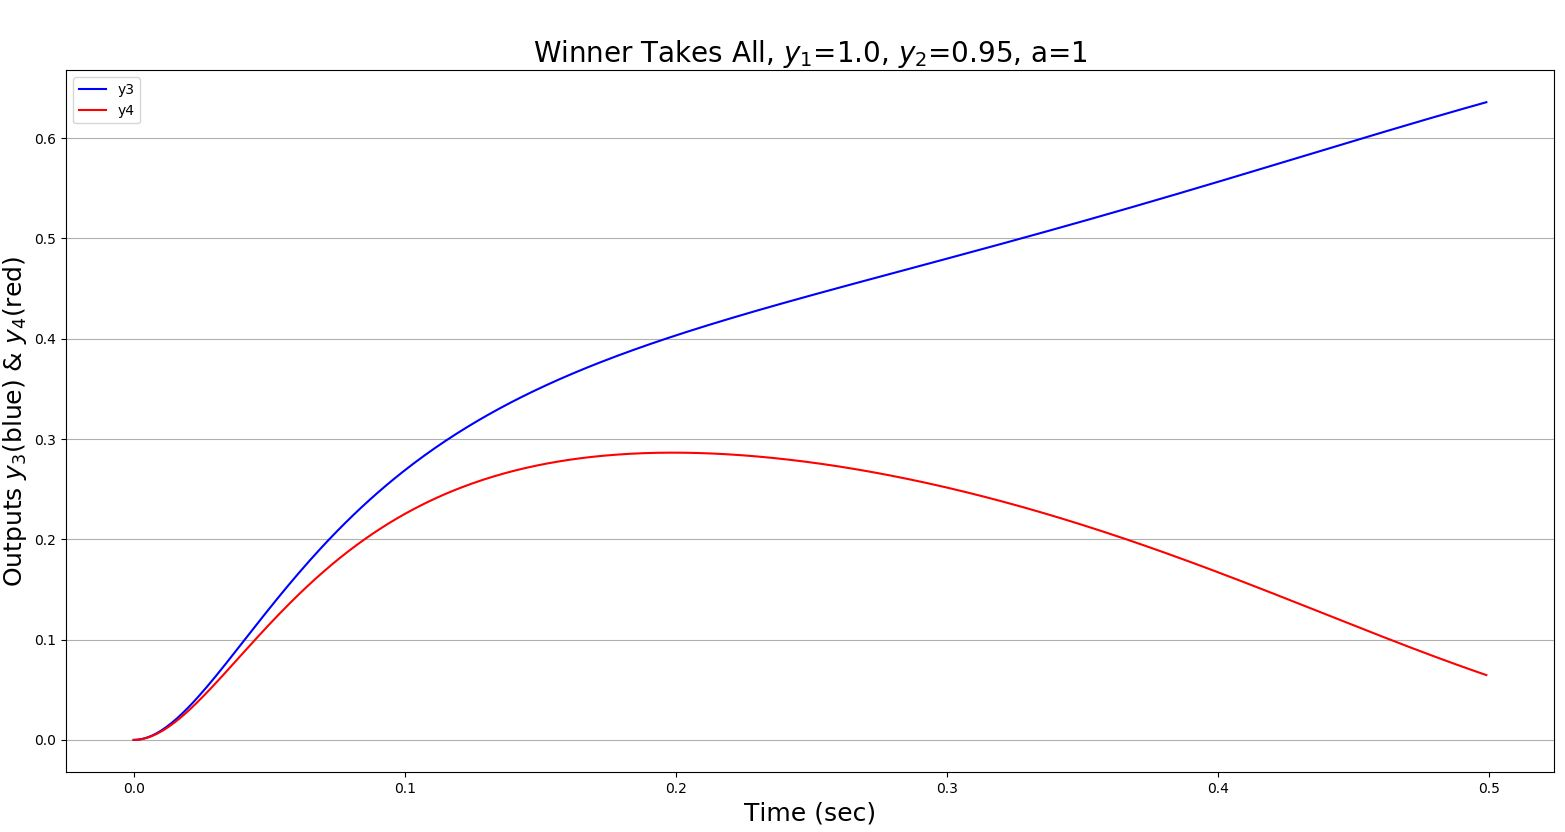 Winner Takes All, y₁=1.0, y₂=0.95, a=1
y3
y4
Outputs y₃(blue) & y₄(red)
0.6
0.5
0.4
0.3
0.2
0.1
0.0
0.0 0.1 0.2 0.3 0.4 0.5
Time (sec)